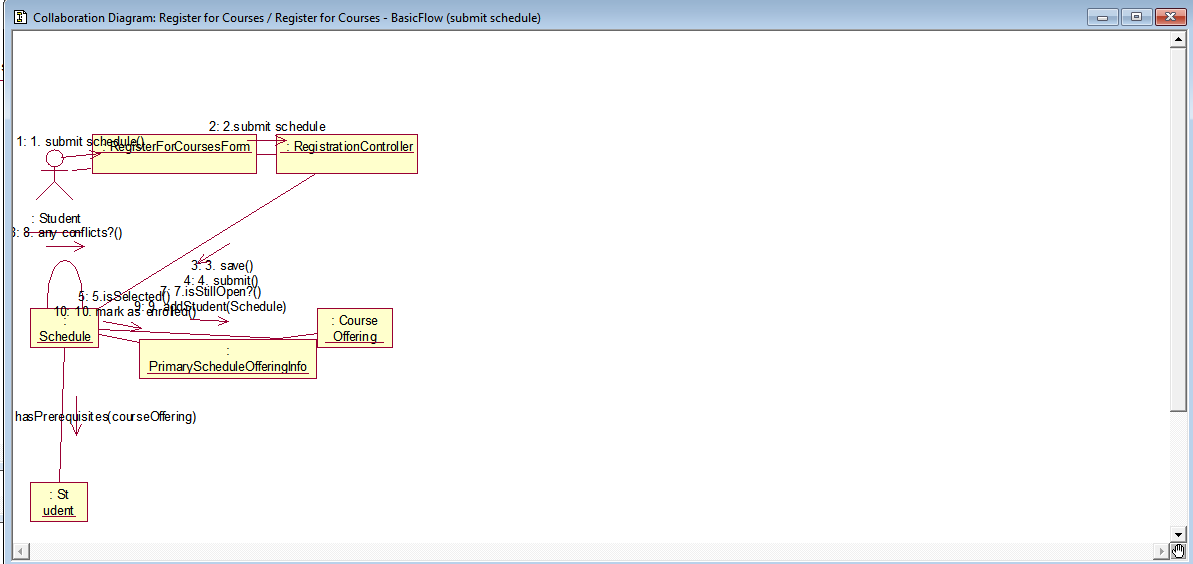 Collaboration Diagram: Register for Courses / Register for Courses - BasicFlow (submit schedule)
2: 2.submit schedule
1: 1. submit schedule()
: RegisterForCoursesForm
: RegistrationController
: Student
8. any conflicts?()
3: 3. save()
4: 4. submit()
5: 5.isSelected()
7: 7.isStillOpen?()
9: 9. addStudent(Schedule)
10: 10. mark as enrolled()
:
Schedule
: Course
Offering
:
PrimaryScheduleOfferingInfo
hasPrerequisites(courseOffering)
: St
udent